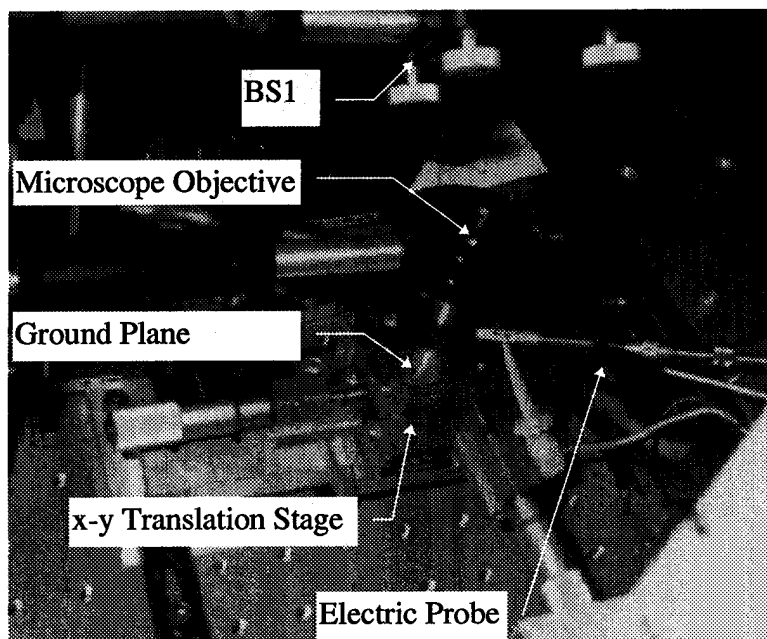 BS1
Microscope Objective
Ground Plane
x-y Translation Stage
Electric Probe